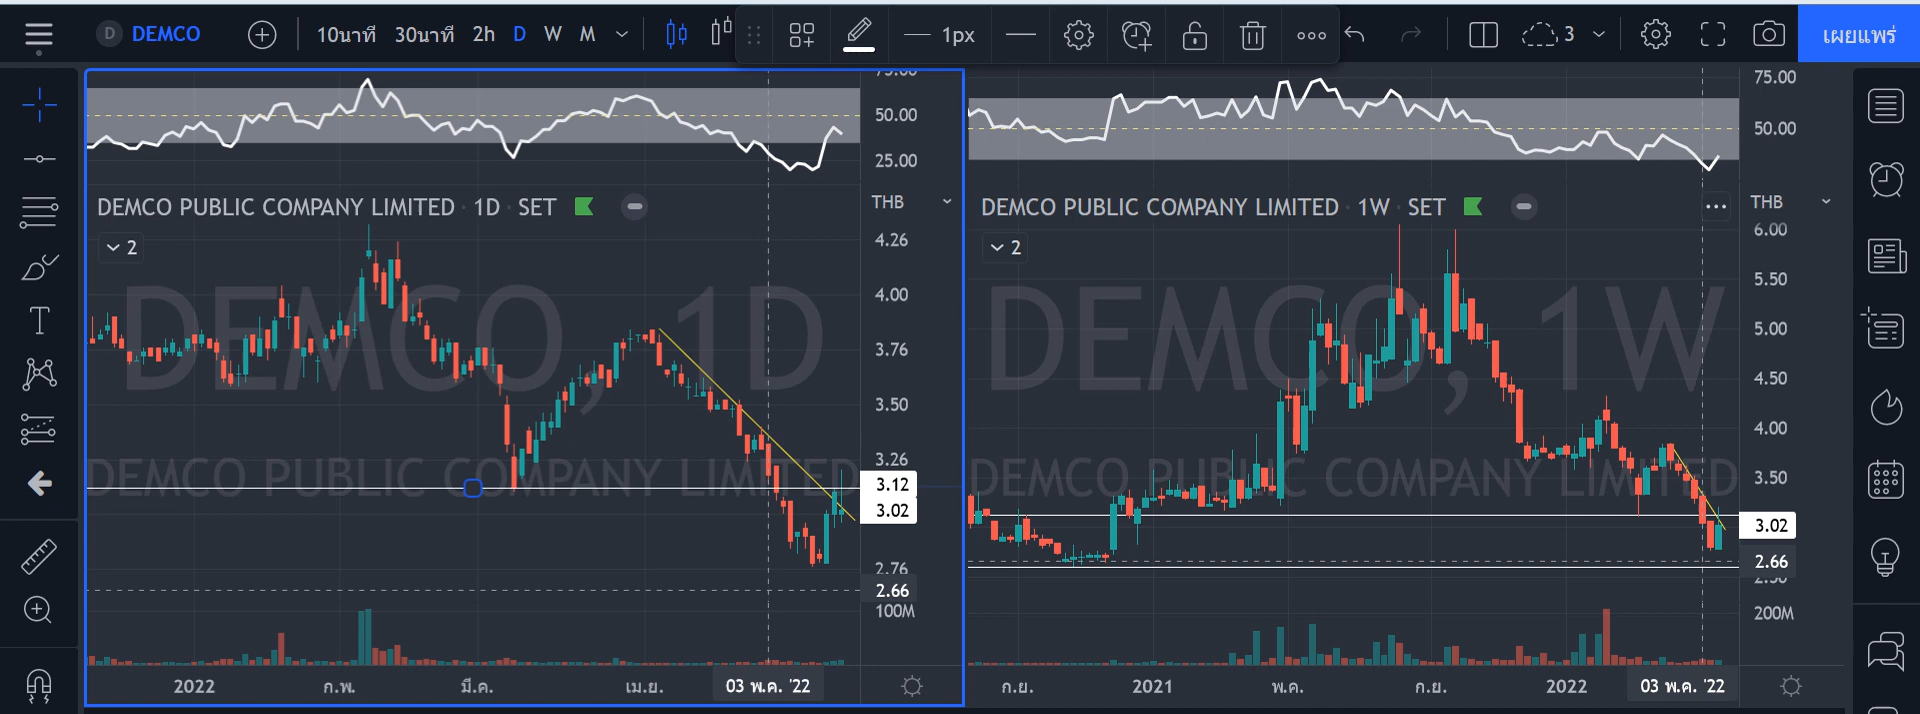 D DEMCO 10นาที 30นาที 2h D W M 1px 3 เผยแพร่
75.00
50.00
25.00
DEMCO PUBLIC COMPANY LIMITED · 1D · SET
THB
2
4.26
4.00
3.76
3.50
3.26
3.12
3.02
2.76
2.66
100M
DEMCO, 1D
DEMCO PUBLIC COMPANY LIMITED
2022 ก.พ. มี.ค. เม.ย. 03 พ.ค. '22
75.00
50.00
DEMCO PUBLIC COMPANY LIMITED · 1W · SET
THB
2
6.00
5.50
5.00
4.50
4.00
3.50
3.02
2.66
2.50
200M
DEMCO, 1W
DEMCO PUBLIC COMPANY LIMITED
ก.ย. 2021 พ.ค. ก.ย. 2022 03 พ.ค. '22